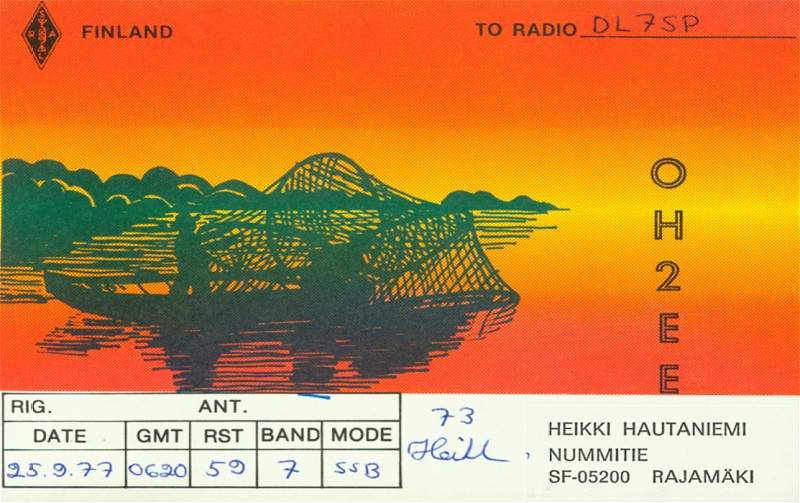 FINLAND
TO RADIO DL7SP
OH2EE
RIG. ANT.
DATE GMT RST BAND MODE
25.9.77 0620 59 7 SSB
73
HEIKKI HAUTANIEMI
NUMMITIE
SF-05200 RAJAMÄKI